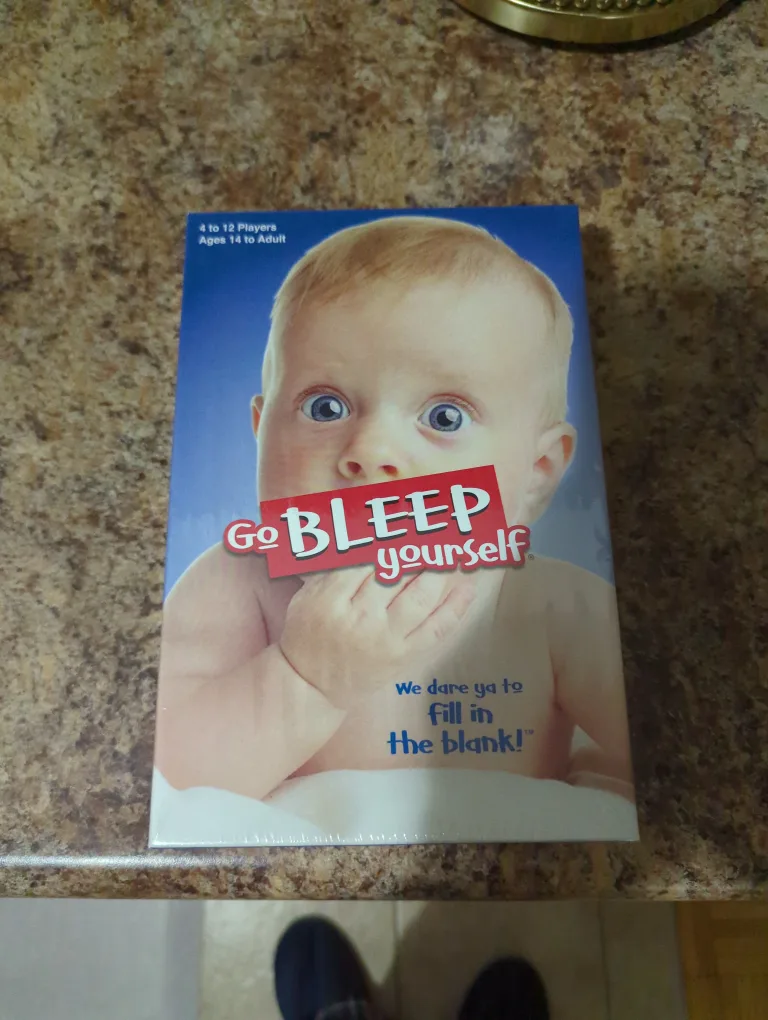 4 to 12 Players
Ages 14 to Adult
Go BLEEP
yourself®
We dare ya to
fill in
the blank!™